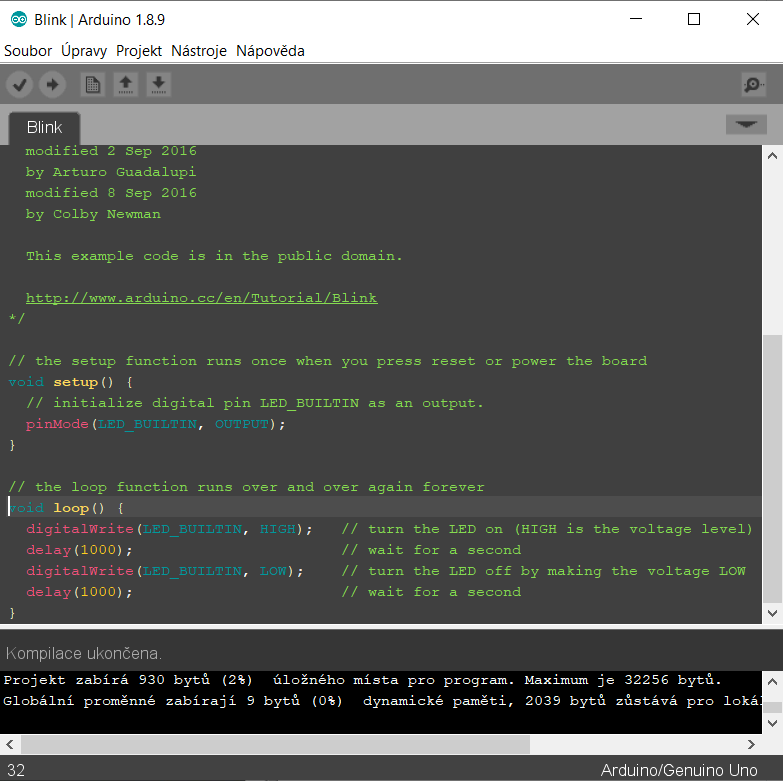 Blink | Arduino 1.8.9
Soubor Úpravy Projekt Nástroje Nápověda
Blink
modified 2 Sep 2016
by Arturo Guadalupi
modified 8 Sep 2016
by Colby Newman
This example code is in the public domain.
http://www.arduino.cc/en/Tutorial/Blink
*/
// the setup function runs once when you press reset or power the board
void setup() {
// initialize digital pin LED_BUILTIN as an output.
pinMode(LED_BUILTIN, OUTPUT);
}
// the loop function runs over and over again forever
void loop() {
digitalWrite(LED_BUILTIN, HIGH);   // turn the LED on (HIGH is the voltage level)
delay(1000);                       // wait for a second
digitalWrite(LED_BUILTIN, LOW);    // turn the LED off by making the voltage LOW
delay(1000);                       // wait for a second
}
Kompilace ukončena.
Projekt zabírá 930 bytů (2%)  úložného místa pro program. Maximum je 32256 bytů.
Globální proměnné zabírají 9 bytů (0%)  dynamické paměti, 2039 bytů zůstává pro
32 Arduino/Genuino Uno